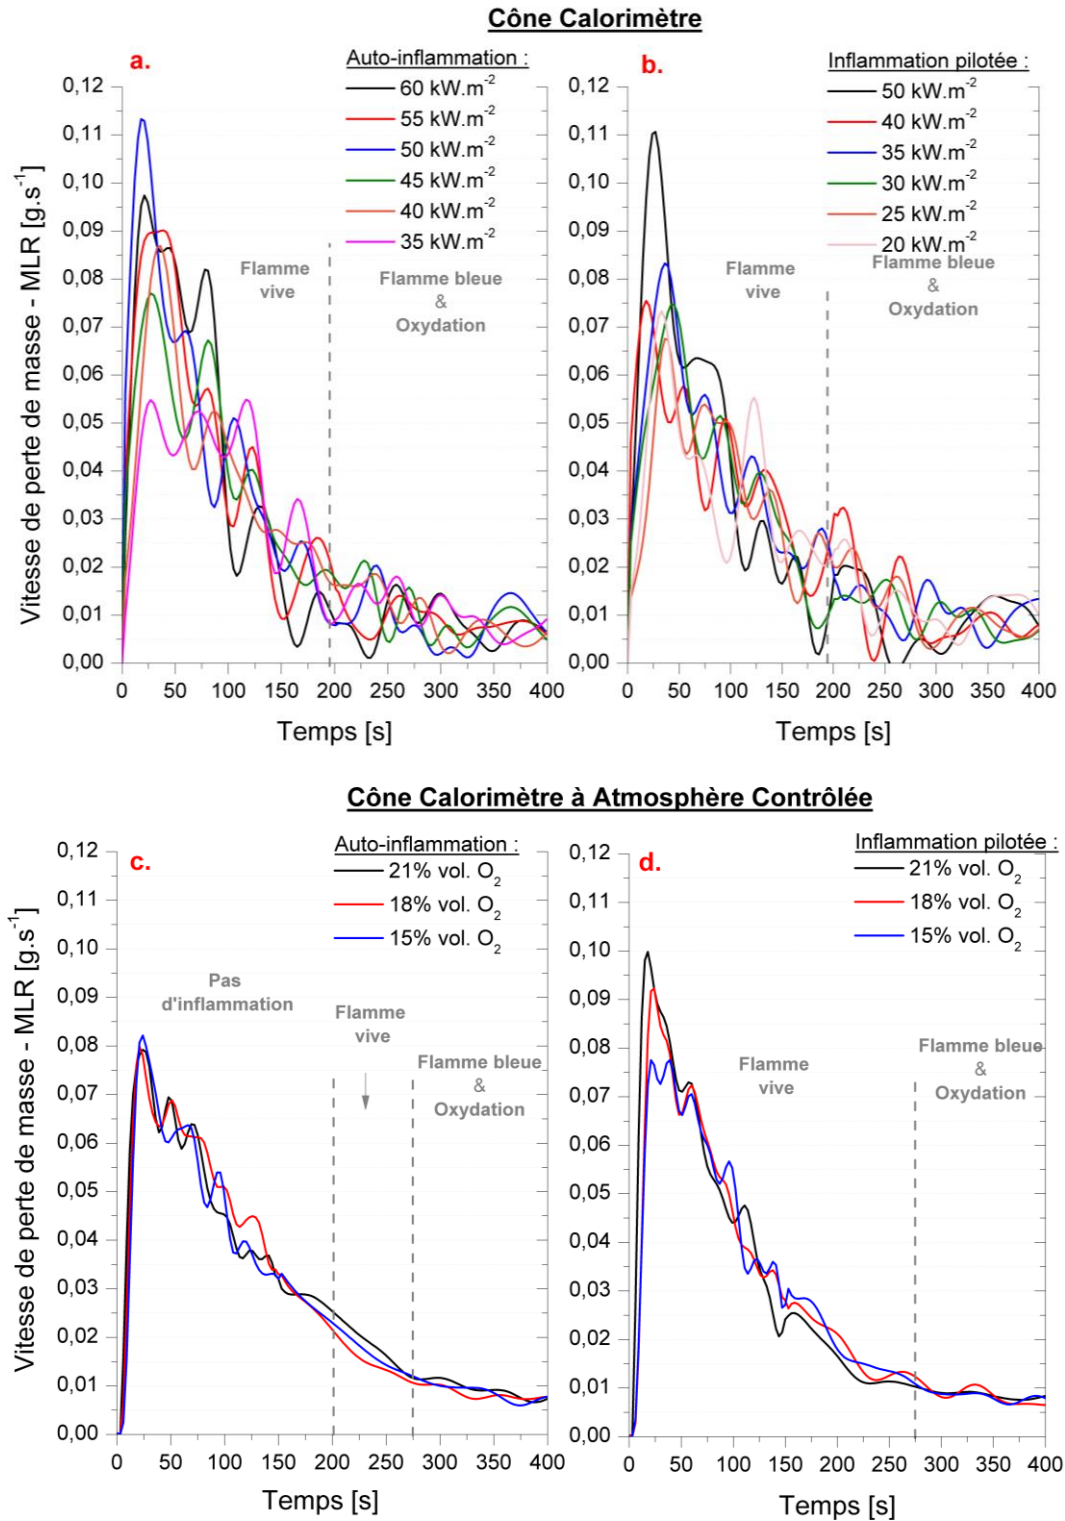 Cône Calorimètre
a.
Auto-inflammation :
60 kW.m-2
55 kW.m-2
50 kW.m-2
45 kW.m-2
40 kW.m-2
35 kW.m-2
Flamme
vive
Flamme bleue
&
Oxydation
0,12
0,11
0,10
0,09
0,08
0,07
0,06
0,05
0,04
0,03
0,02
0,01
0,00
Vitesse de perte de masse - MLR [g.s-1]
0 50 100 150 200 250 300 350 400
Temps [s]
b.
Inflammation pilotée :
50 kW.m-2
40 kW.m-2
35 kW.m-2
30 kW.m-2
25 kW.m-2
20 kW.m-2
Flamme
vive
Flamme bleue
&
Oxydation
0,12
0,11
0,10
0,09
0,08
0,07
0,06
0,05
0,04
0,03
0,02
0,01
0,00
0 50 100 150 200 250 300 350 400
Temps [s]
Cône Calorimètre à Atmosphère Contrôlée
c.
Auto-inflammation :
21% vol. O2
18% vol. O2
15% vol. O2
Pas
d'inflammation
Flamme
vive
Flamme bleue
&
Oxydation
0,12
0,11
0,10
0,09
0,08
0,07
0,06
0,05
0,04
0,03
0,02
0,01
0,00
Vitesse de perte de masse - MLR [g.s-1]
0 50 100 150 200 250 300 350 400
Temps [s]
d.
Inflammation pilotée :
21% vol. O2
18% vol. O2
15% vol. O2
Flamme
vive
Flamme bleue
&
Oxydation
0,12
0,11
0,10
0,09
0,08
0,07
0,06
0,05
0,04
0,03
0,02
0,01
0,00
0 50 100 150 200 250 300 350 400
Temps [s]